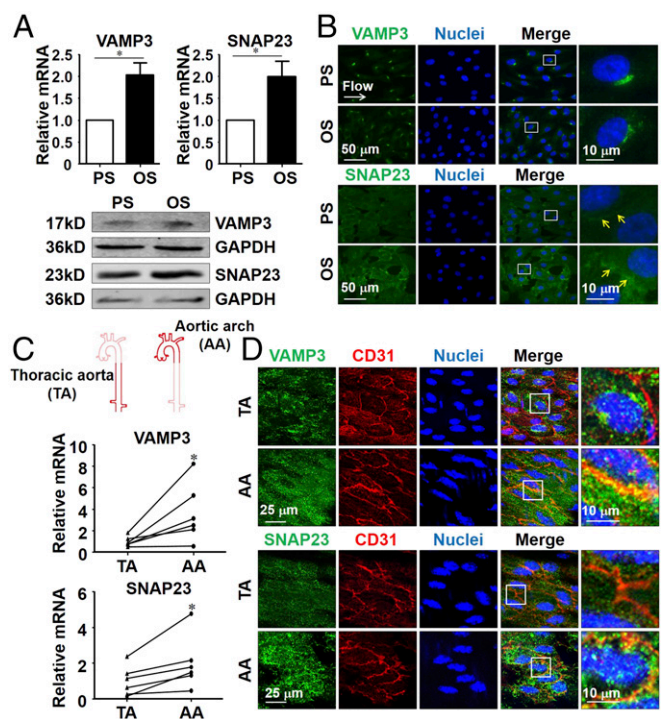 A
VAMP3
SNAP23
Relative mRNA
2.5
2.0
1.5
1.0
0.5
0
*
PS OS
Relative mRNA
2.5
2.0
1.5
1.0
0.5
0
*
PS OS
PS OS
17kD VAMP3
36kD GAPDH
23kD SNAP23
36kD GAPDH
B
VAMP3 Nuclei Merge
PS
Flow
OS
50 µm
10 µm
SNAP23 Nuclei Merge
PS
OS
50 µm
10 µm
C
Aortic arch
(AA)
Thoracic aorta
(TA)
VAMP3
Relative mRNA
10
8
6
4
2
0
*
TA AA
SNAP23
Relative mRNA
6
4
2
0
*
TA AA
D
VAMP3 CD31 Nuclei Merge
TA
AA
25 µm
10 µm
SNAP23 CD31 Nuclei Merge
TA
AA
25 µm
10 µm